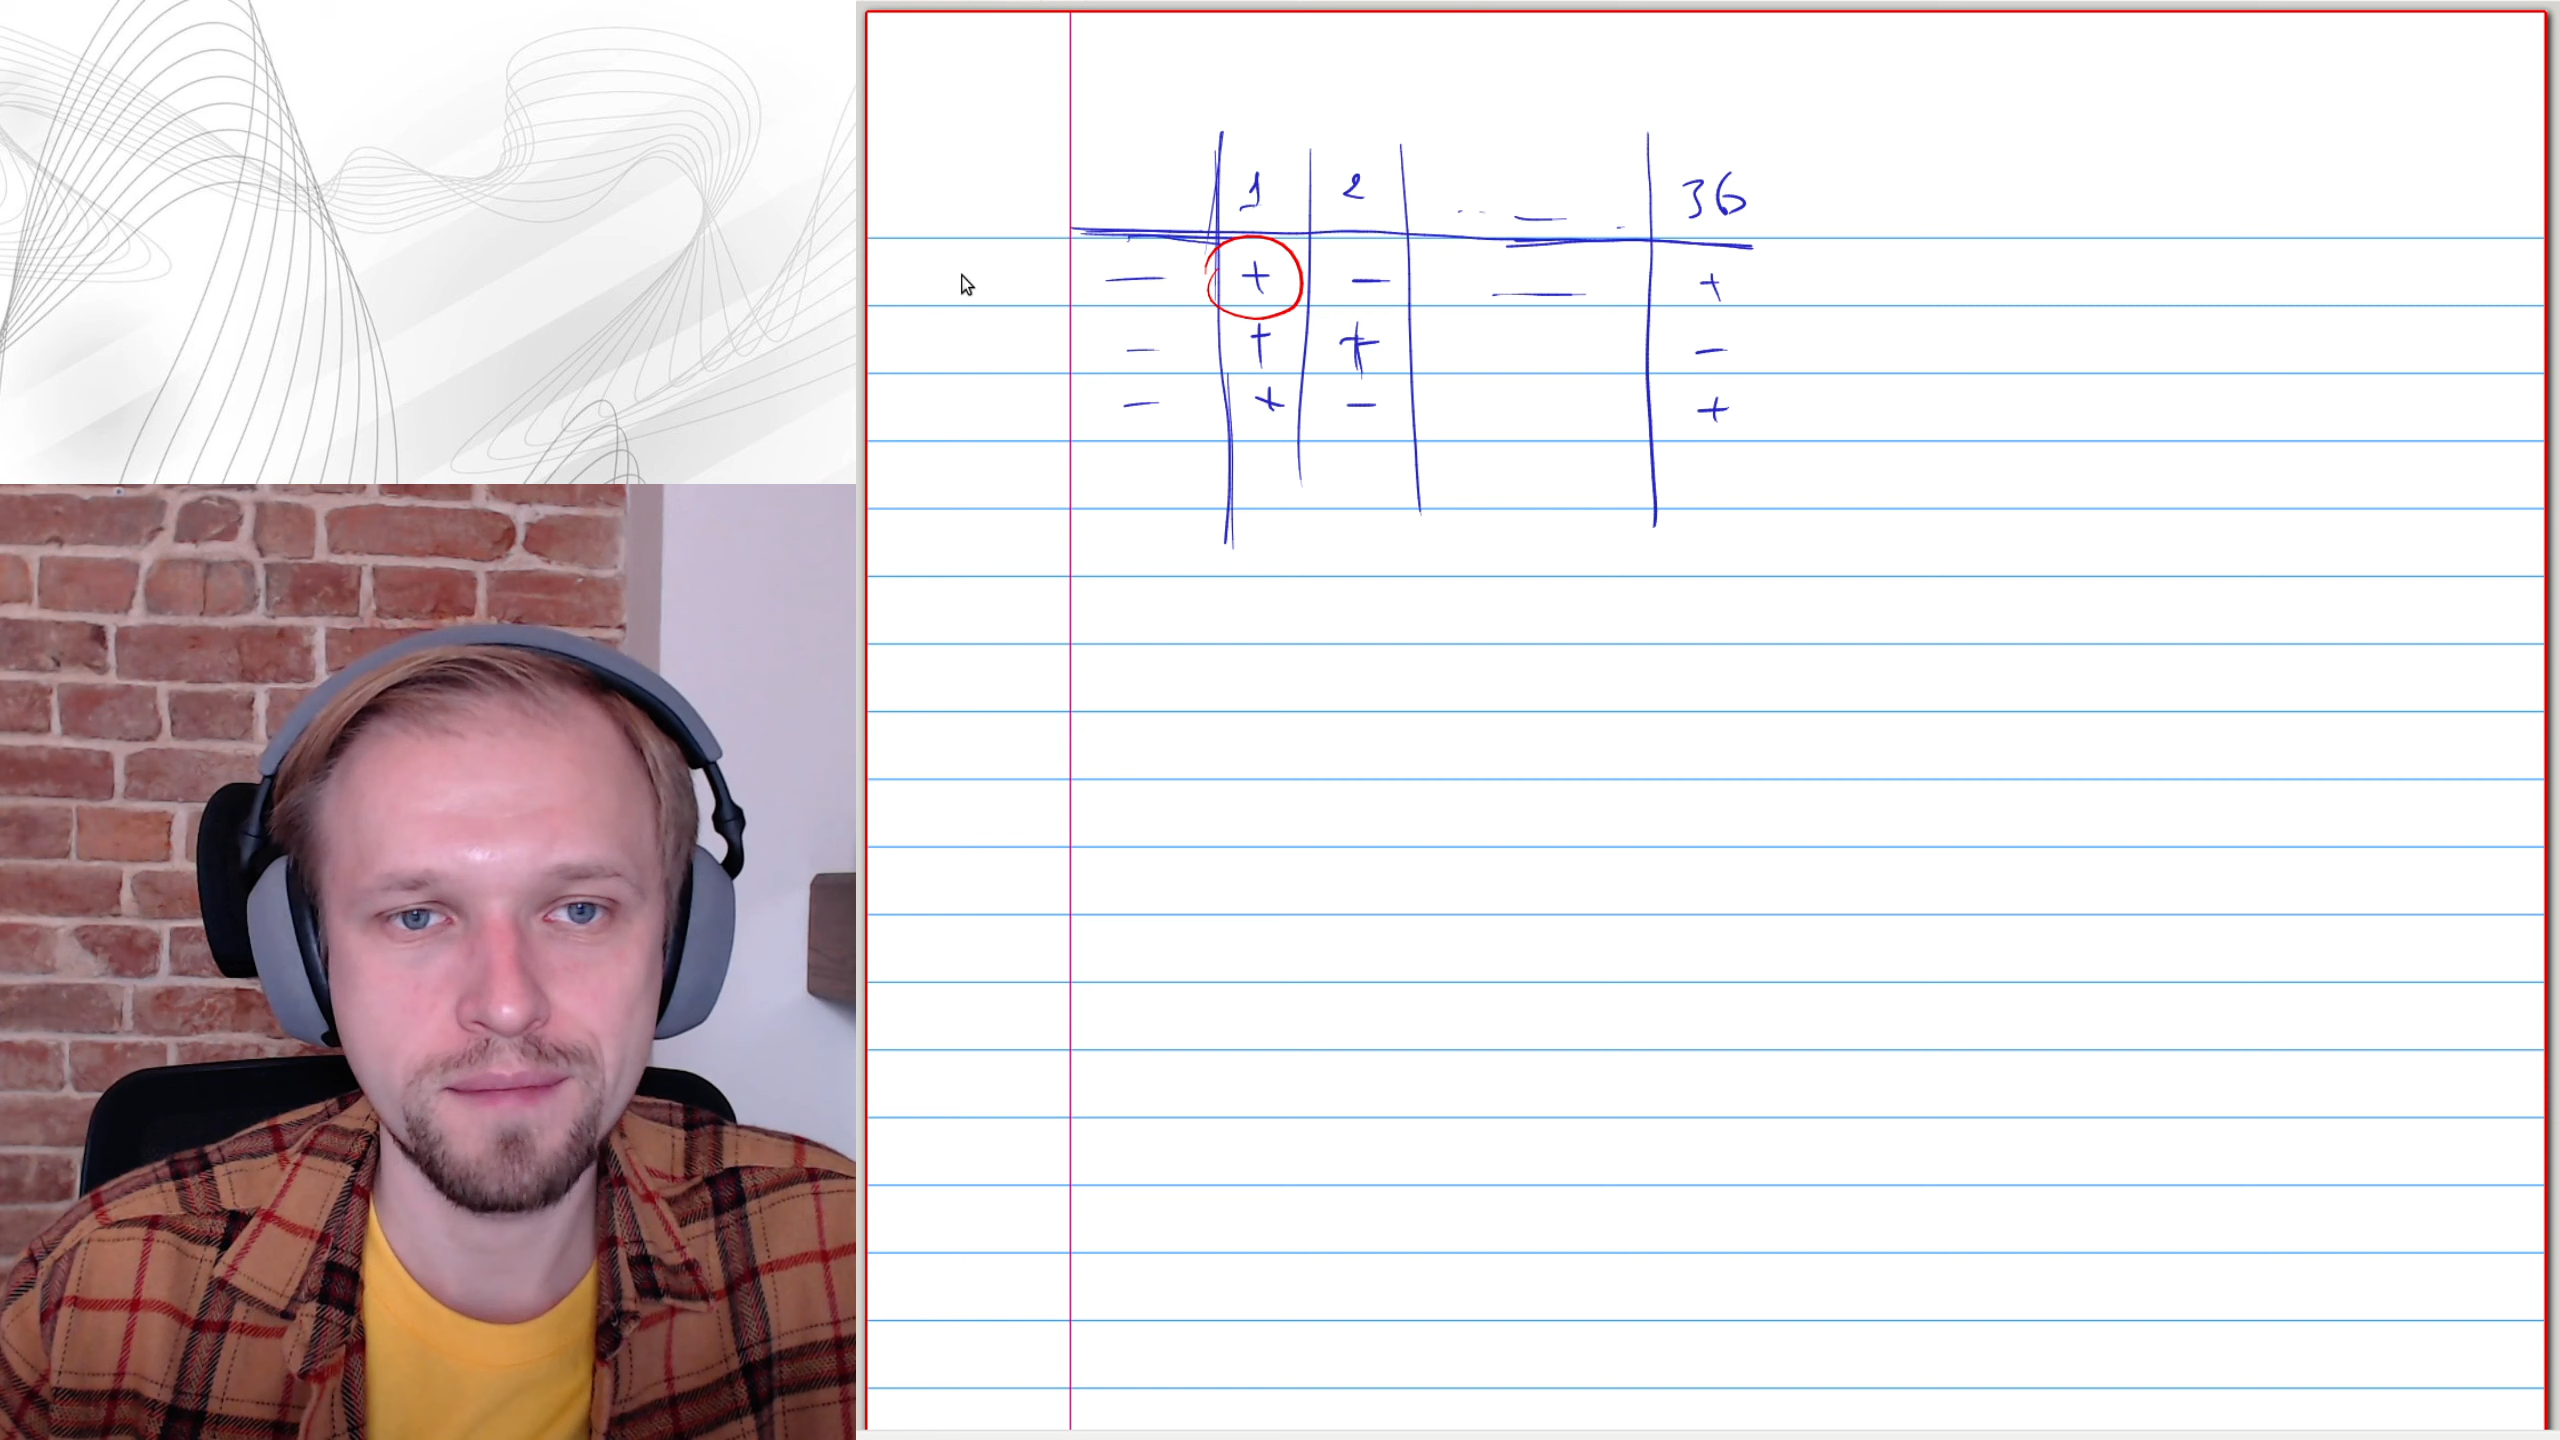 1 2 .. — . 36
— + — — +
— + + —
— + — +